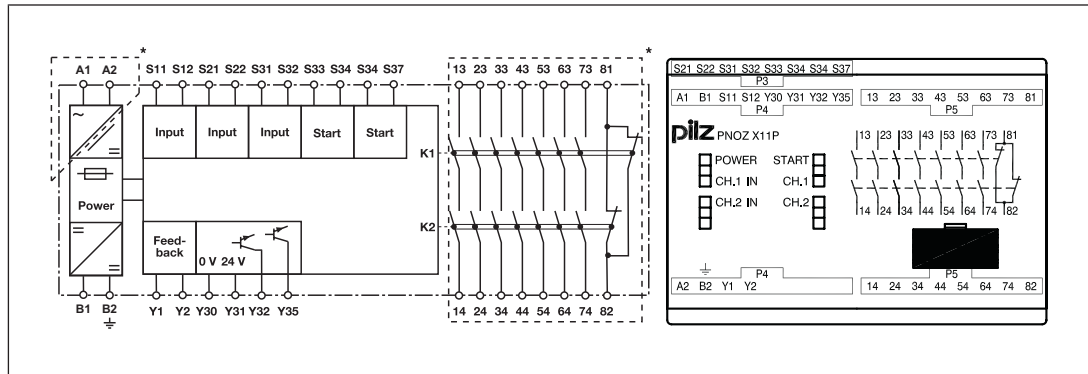 * *
A1 A2 S11 S12 S21 S22 S31 S32 S33 S34 S34 S37 13 23 33 43 53 63 73 81
Input Input Input Start Start
K1
Power
K2
Feed-
back
0 V 24 V
B1 B2 Y1 Y2 Y30 Y31 Y32 Y35 14 24 34 44 54 64 74 82
S21 S22 S31 S32 S33 S34 S34 S37
P3
A1 B1 S11 S12 Y30 Y31 Y32 Y35 13 23 33 43 53 63 73 81
P4 P5
pilz PNOZ X11P
13 23 33 43 53 63 73 81
POWER START
CH.1 IN CH.1
CH.2 IN CH.2
14 24 34 44 54 64 74 82
P4 P5
A2 B2 Y1 Y2 14 24 34 44 54 64 74 82